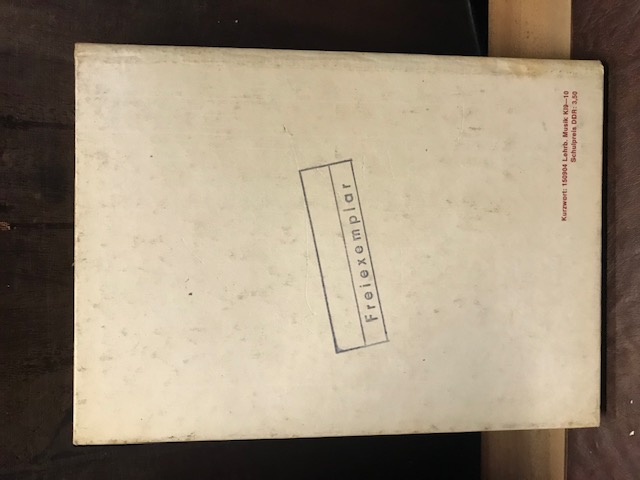 Freiexemplar
Kurzwort: 150904 Lehrb. Musik Kl9—10
Schulpreis DDR: 3,50